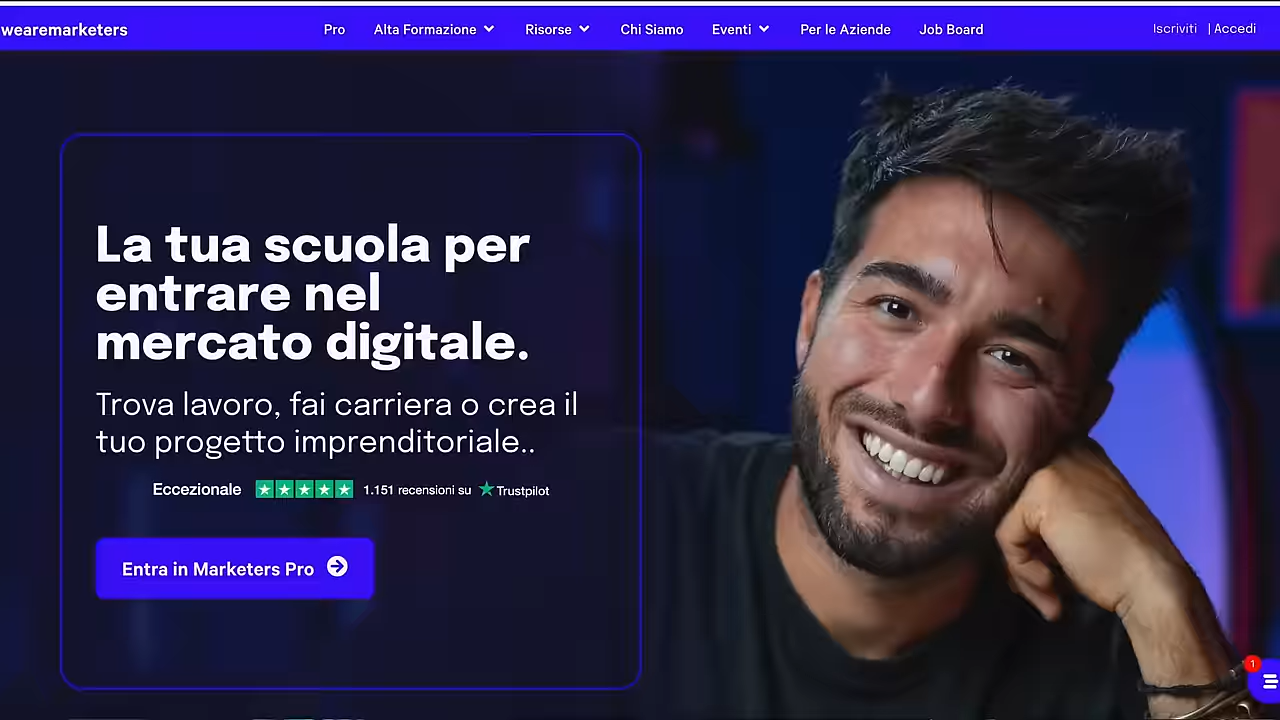 wearemarketers
Pro
Alta Formazione
Risorse
Chi Siamo
Eventi
Per le Aziende
Job Board
Iscriviti | Accedi
La tua scuola per
entrare nel
mercato digitale.
Trova lavoro, fai carriera o crea il
tuo progetto imprenditoriale..
Eccezionale 1.151 recensioni su Trustpilot
Entra in Marketers Pro
1